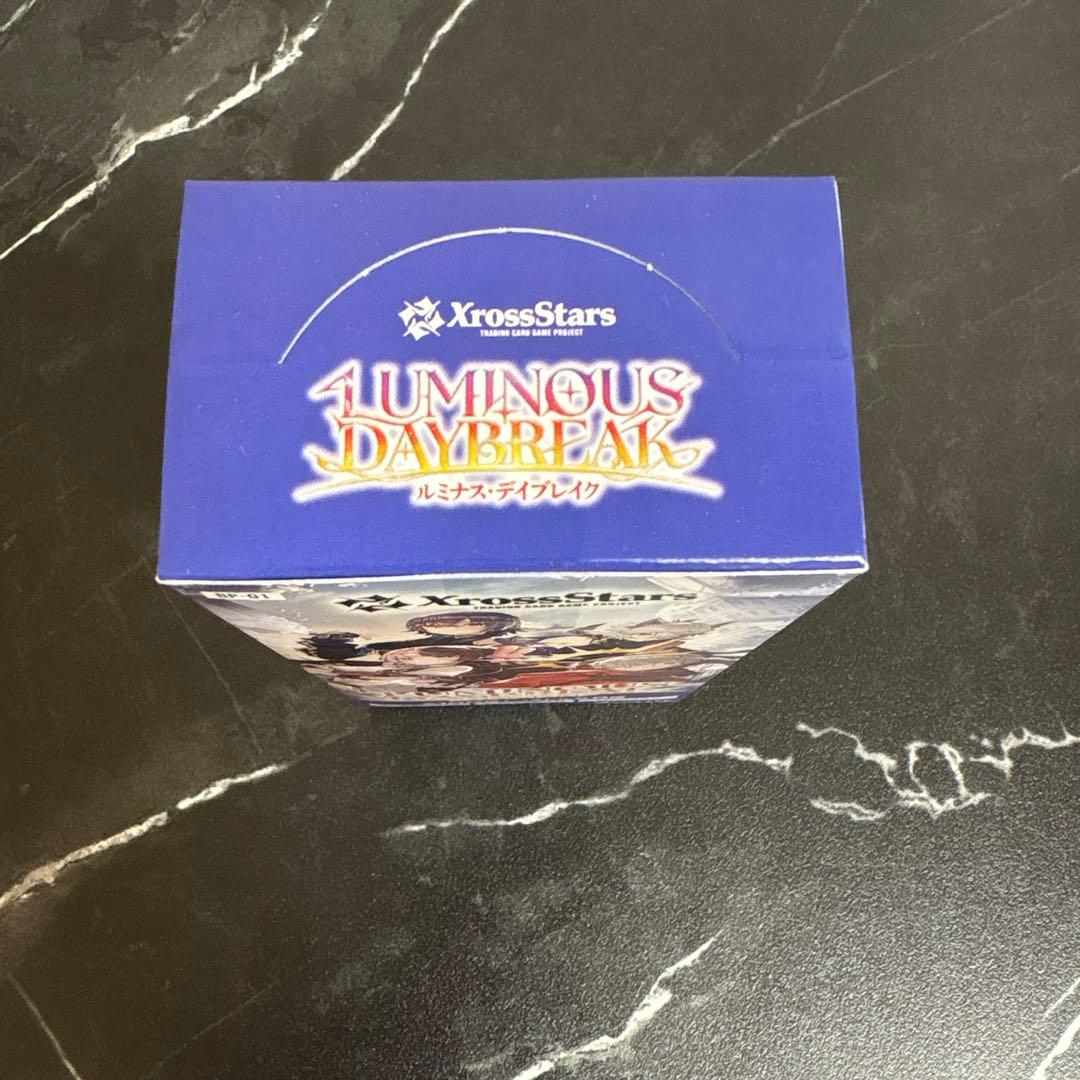 XrossStars
TRADING CARD GAME PROJECT
LUMINOUS
DAYBREAK
ルミナス・デイブレイク
BP-01
XrossStars
TRADING CARD GAME PROJECT